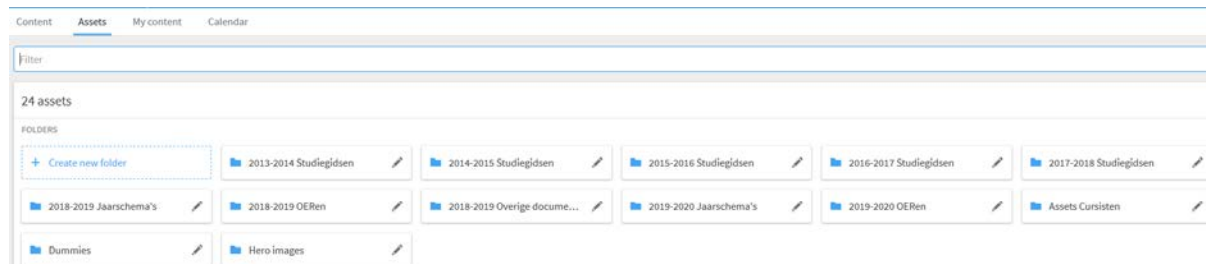 Content Assets My content Calendar
Filter
24 assets
FOLDERS
+ Create new folder 2013-2014 Studiegidsen 2014-2015 Studiegidsen 2015-2016 Studiegidsen 2016-2017 Studiegidsen 2017-2018 Studiegidsen
2018-2019 Jaarschema's 2018-2019 OERen 2018-2019 Overige docume... 2019-2020 Jaarschema's 2019-2020 OERen Assets Cursisten
Dummies Hero images